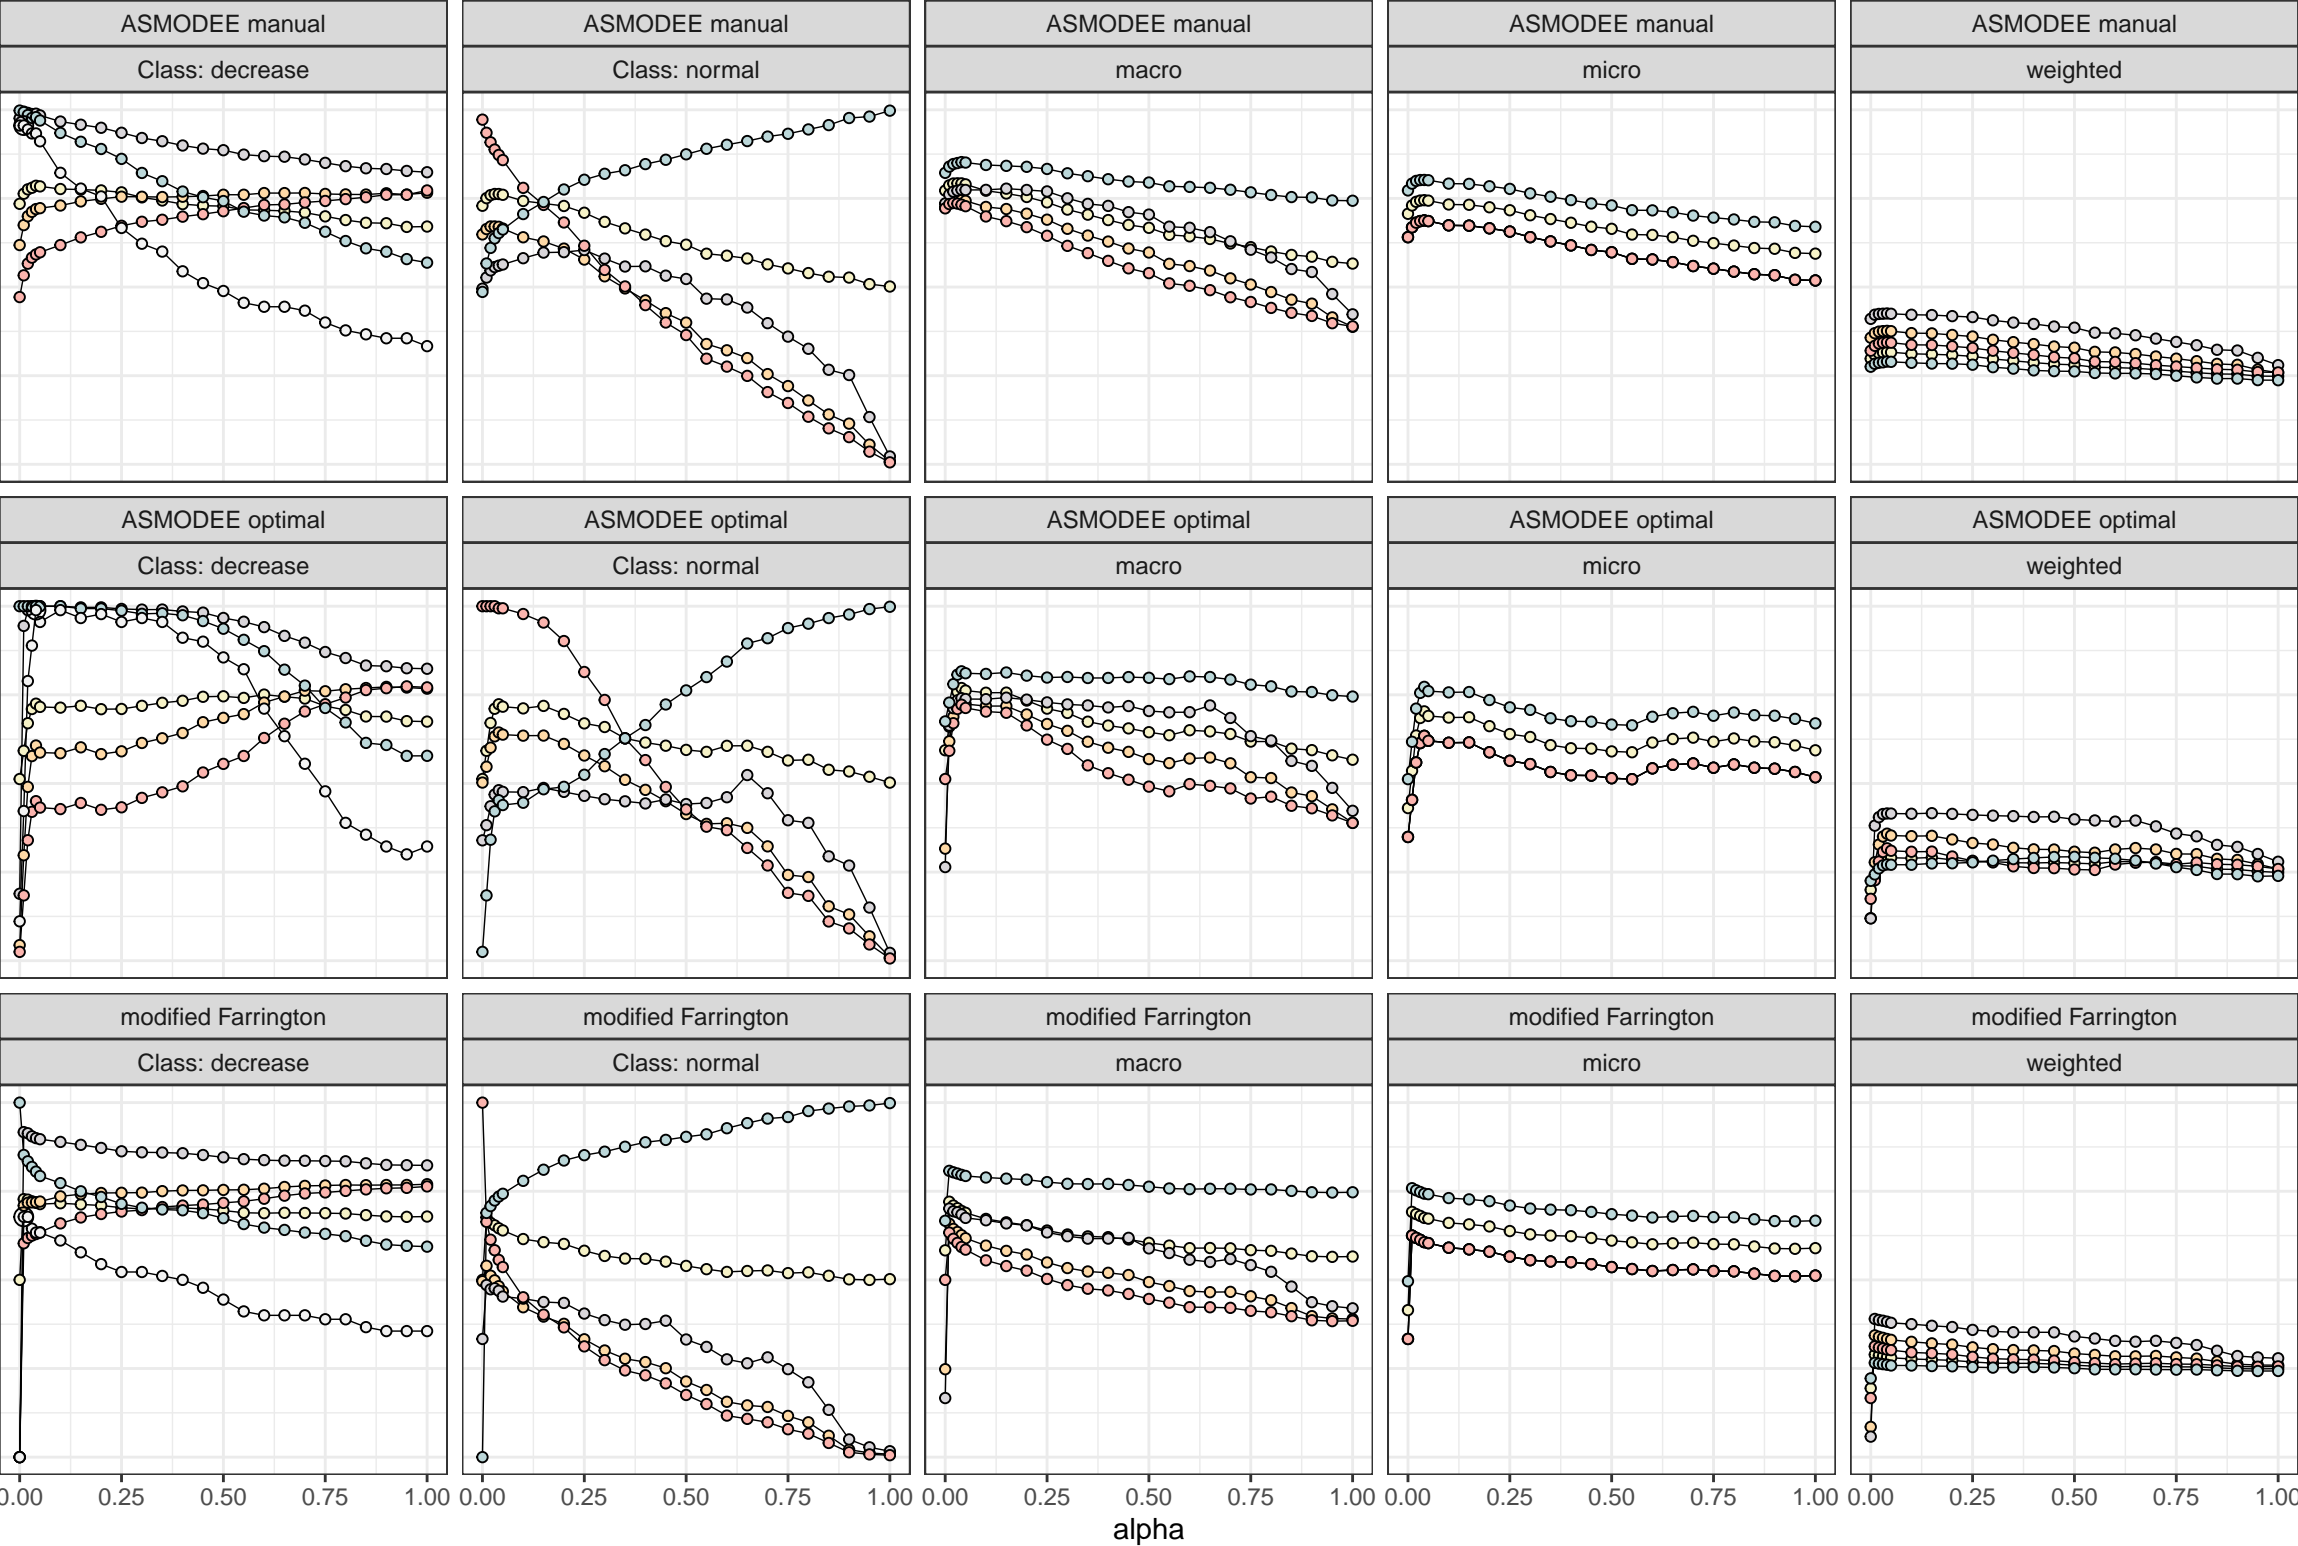 ASMODEE manual ASMODEE manual ASMODEE manual ASMODEE manual ASMODEE manual
Class: decrease Class: normal macro micro weighted
ASMODEE optimal ASMODEE optimal ASMODEE optimal ASMODEE optimal ASMODEE optimal
Class: decrease Class: normal macro micro weighted
modified Farrington modified Farrington modified Farrington modified Farrington modified Farrington
Class: decrease Class: normal macro micro weighted
0.00 0.25 0.50 0.75 1.00 0.00 0.25 0.50 0.75 1.00 0.00 0.25 0.50 0.75 1.00 0.00 0.25 0.50 0.75 1.00 0.00 0.25 0.50 0.75 1.00
alpha